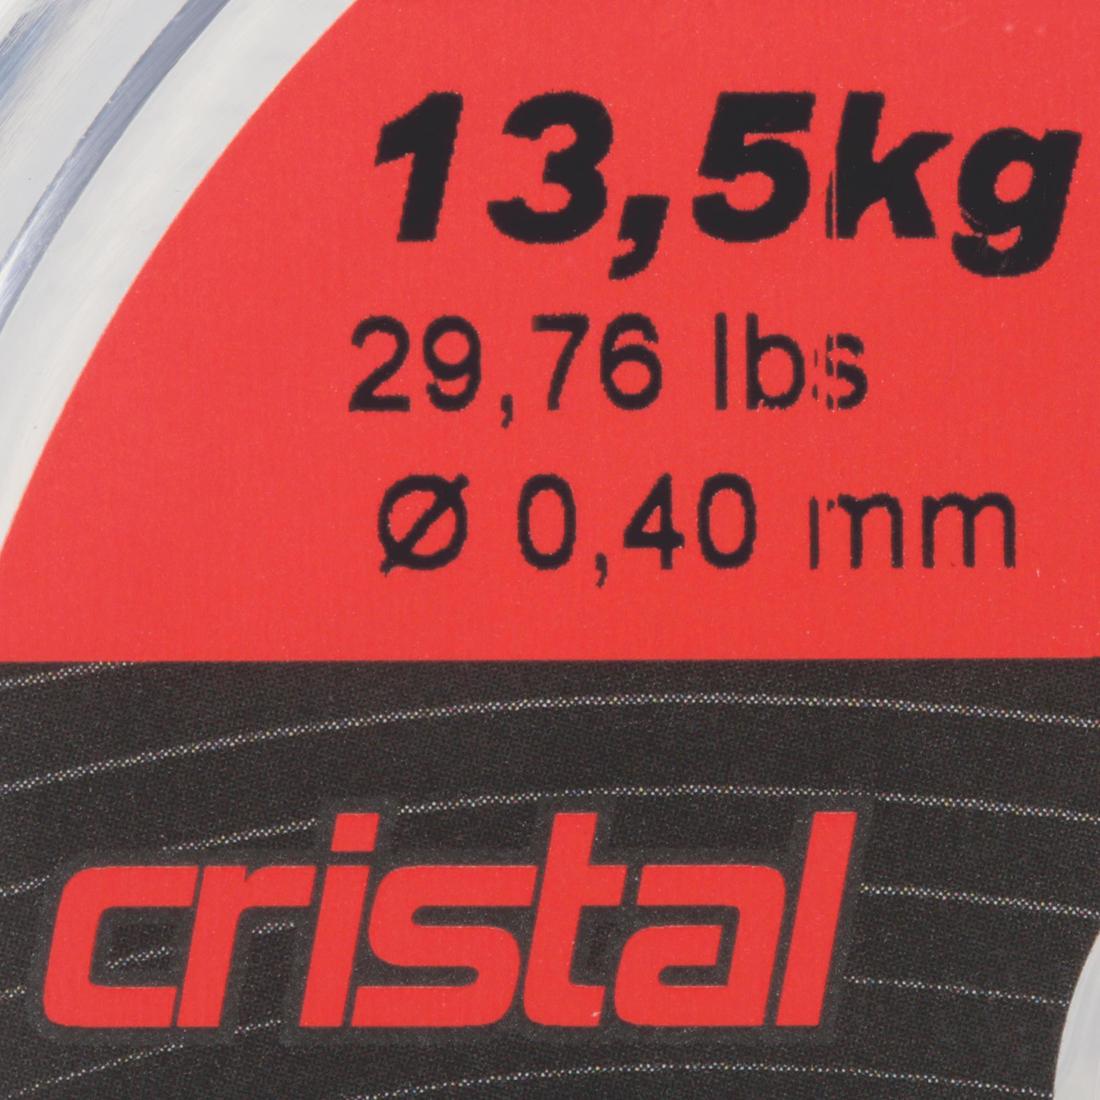 13,5kg
29,76 lbs
Ø 0,40 mm
cristal